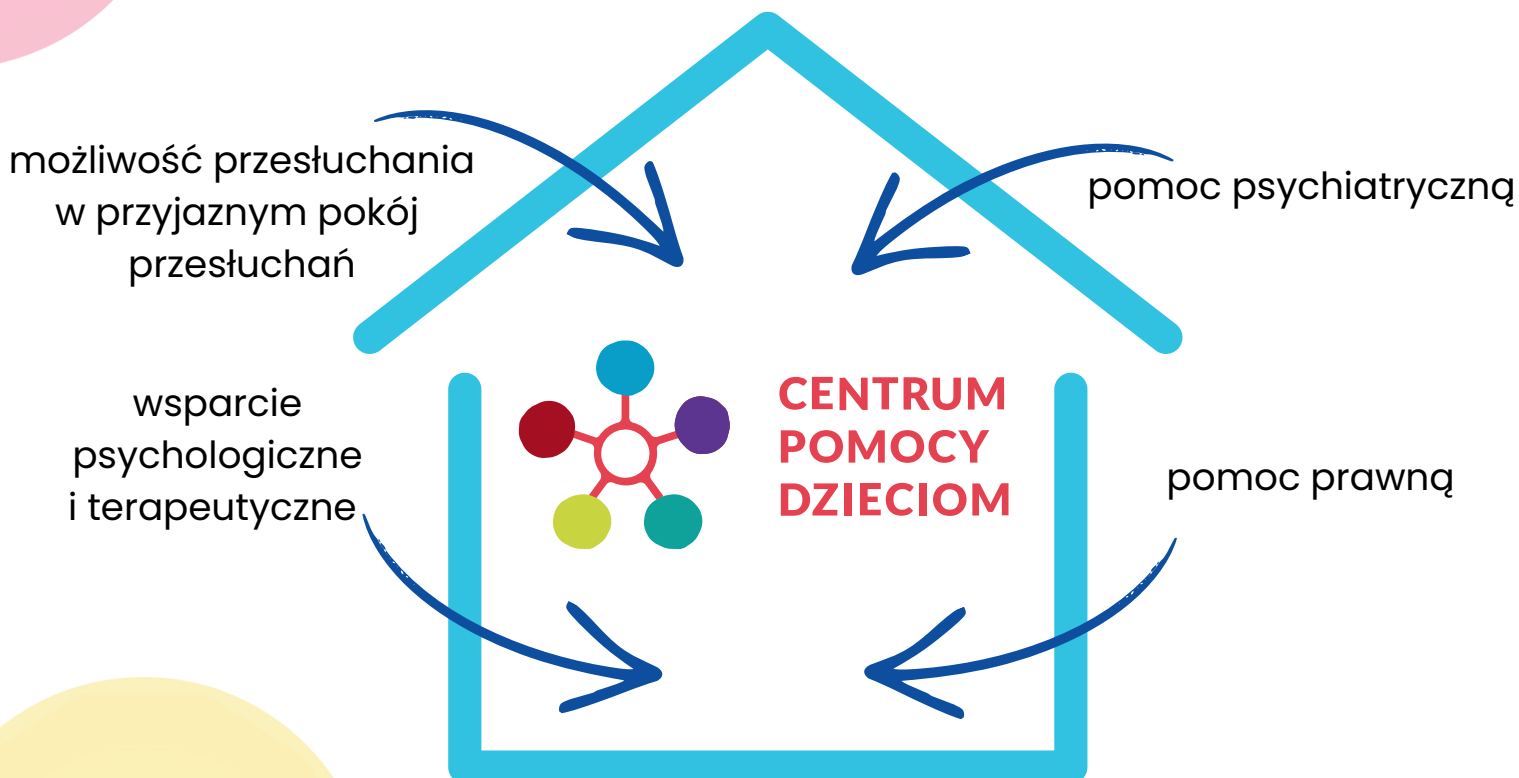 możliwość przesłuchania
w przyjaznym pokój
przesłuchań
pomoc psychiatryczną
wsparcie
psychologiczne
i terapeutyczne
CENTRUM
POMOCY
DZIECIOM
pomoc prawną